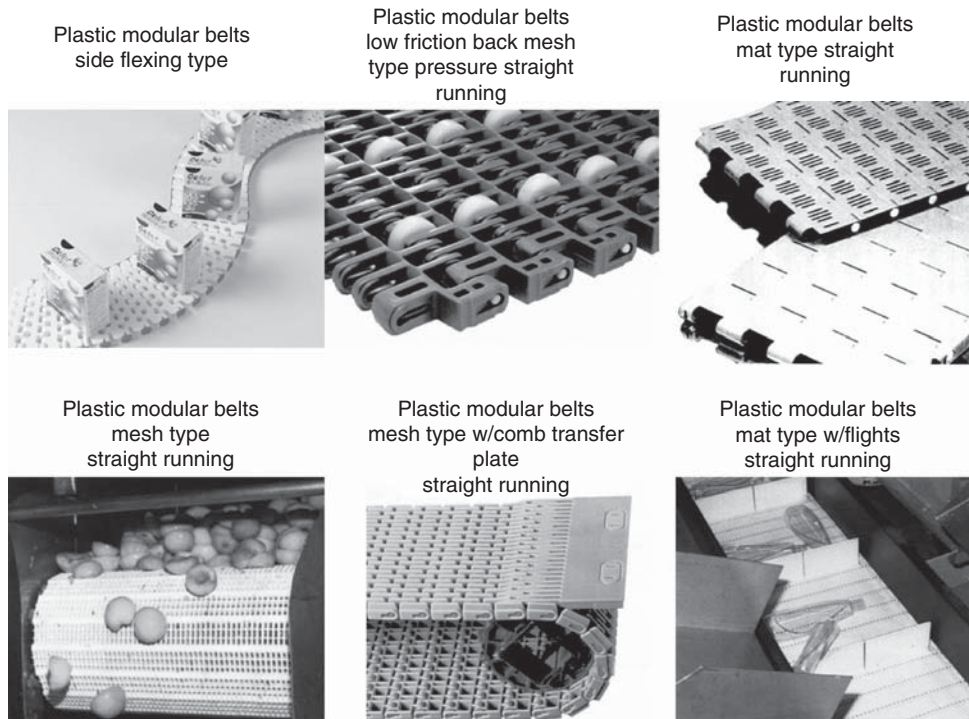 Plastic modular belts
side flexing type
Plastic modular belts
low friction back mesh
type pressure straight
running
Plastic modular belts
mat type straight
running
Plastic modular belts
mesh type
straight running
Plastic modular belts
mesh type w/comb transfer
plate
straight running
Plastic modular belts
mat type w/flights
straight running